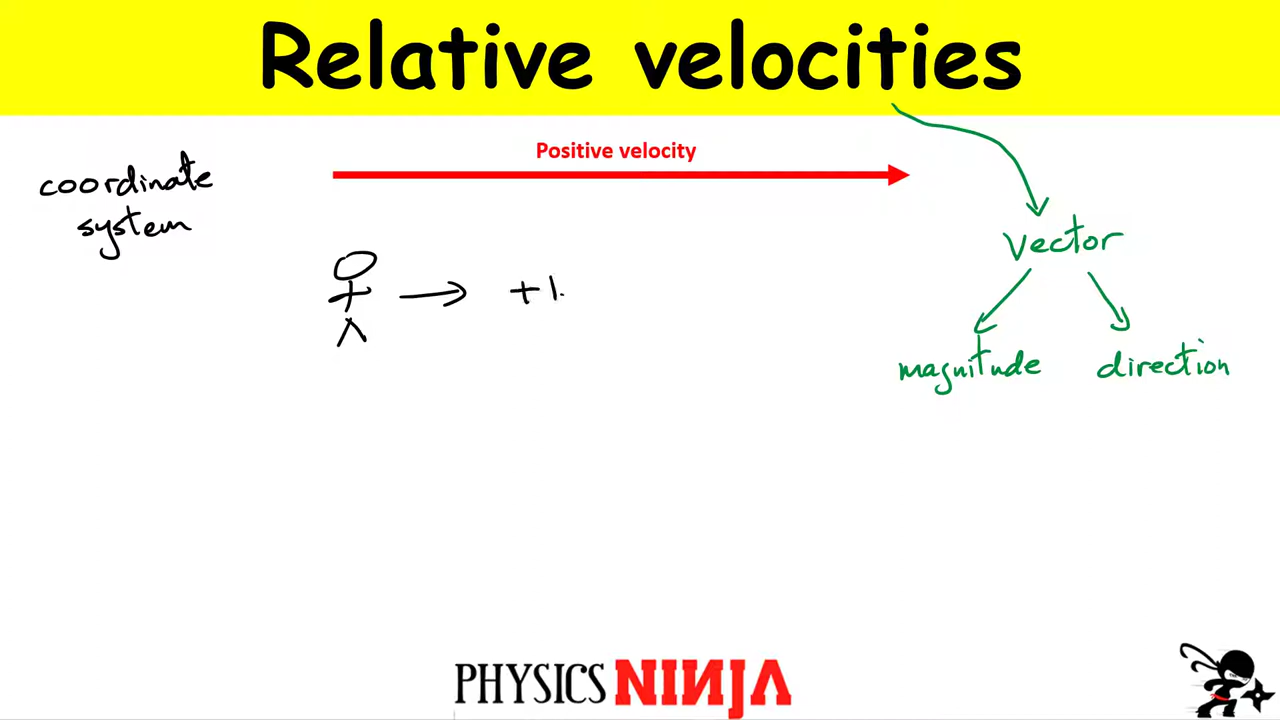 Relative velocities
Positive velocity
coordinate
system
vector
+1.
magnitude direction
PHYSICS NINJA